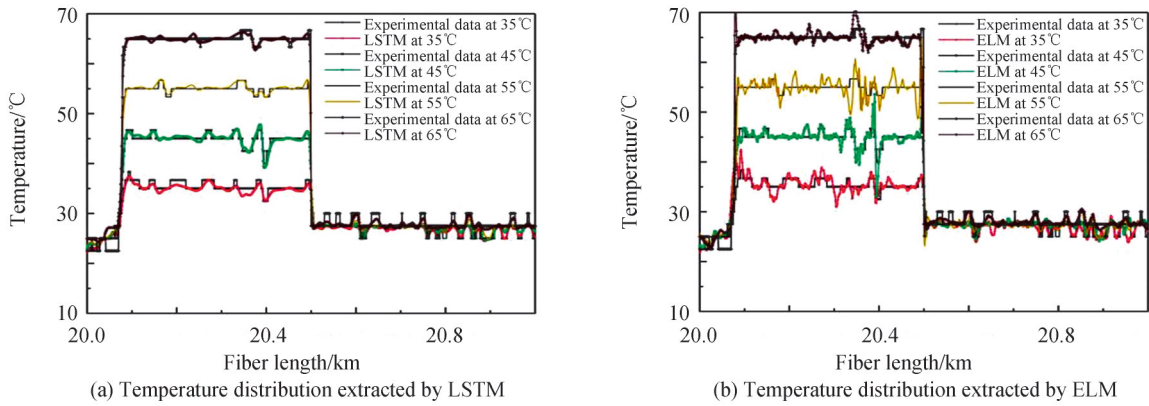 70
50
30
10
Temperature/℃
Experimental data at 35℃
LSTM at 35℃
Experimental data at 45℃
LSTM at 45℃
Experimental data at 55℃
LSTM at 55℃
Experimental data at 65℃
LSTM at 65℃
20.0
20.4
20.8
Fiber length/km
(a) Temperature distribution extracted by LSTM
70
50
30
10
Temperature/℃
Experimental data at 35℃
ELM at 35℃
Experimental data at 45℃
ELM at 45℃
Experimental data at 55℃
ELM at 55℃
Experimental data at 65℃
ELM at 65℃
20.0
20.4
20.8
Fiber length/km
(b) Temperature distribution extracted by ELM